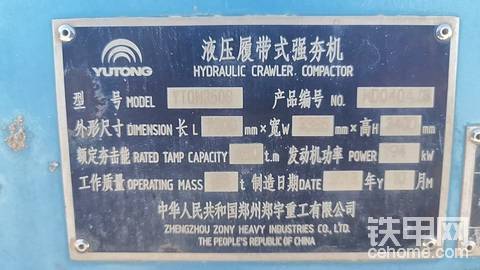 YUTONG
液压履带式强夯机
HYDRAULIC CRAWLER COMPACTOR
型 号 MODEL 产品编号 NO.
外形尺寸 DIMENSION 长 L mm×宽 W mm×高 H mm
额定夯击能 RATED TAMP CAPACITY t.m 发动机功率 POWER kW
工作质量 OPERATING MASS t 制造日期 DATE 年 Y 月 M
中华人民共和国郑州郑宇重工有限公司
ZHENGZHOU ZONY HEAVY INDUSTRIES CO., LTD.
THE PEOPLE'S REPUBLIC OF CHINA
铁甲网